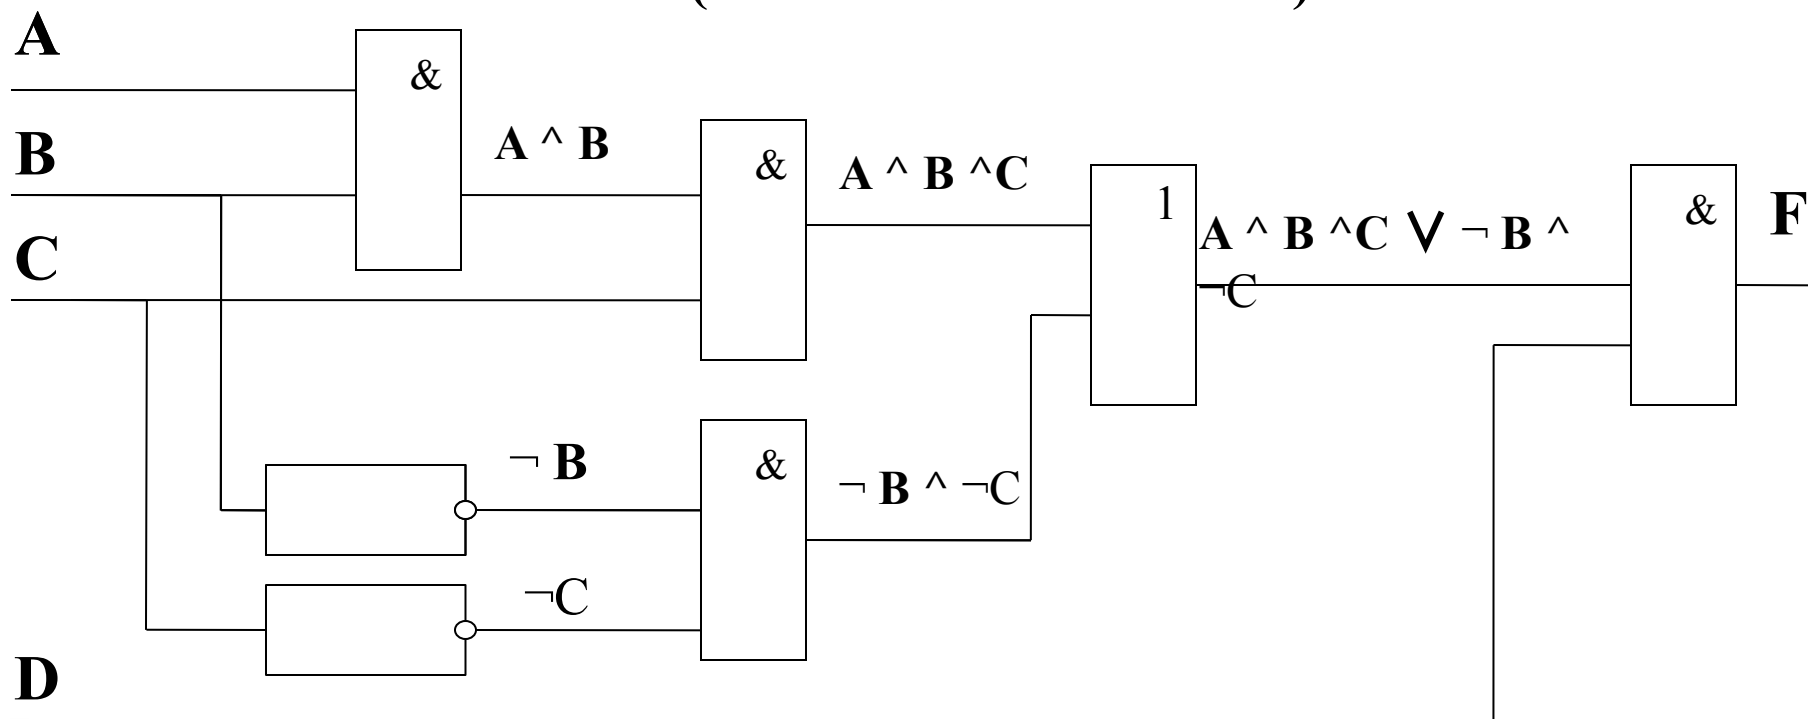 ( )
A
&
B
A ^ B
&
A ^ B ^C
1
A ^ B ^C V ¬ B ^
¬C
&
F
C
¬ B
&
¬ B ^ ¬C
¬C
D